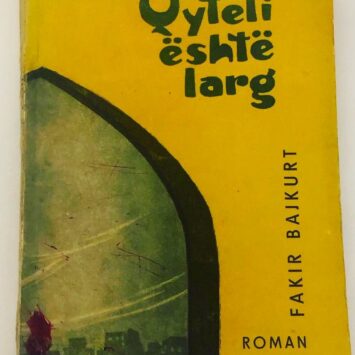 Qyteti
është
larg
FAKIR BAJKURT
ROMAN